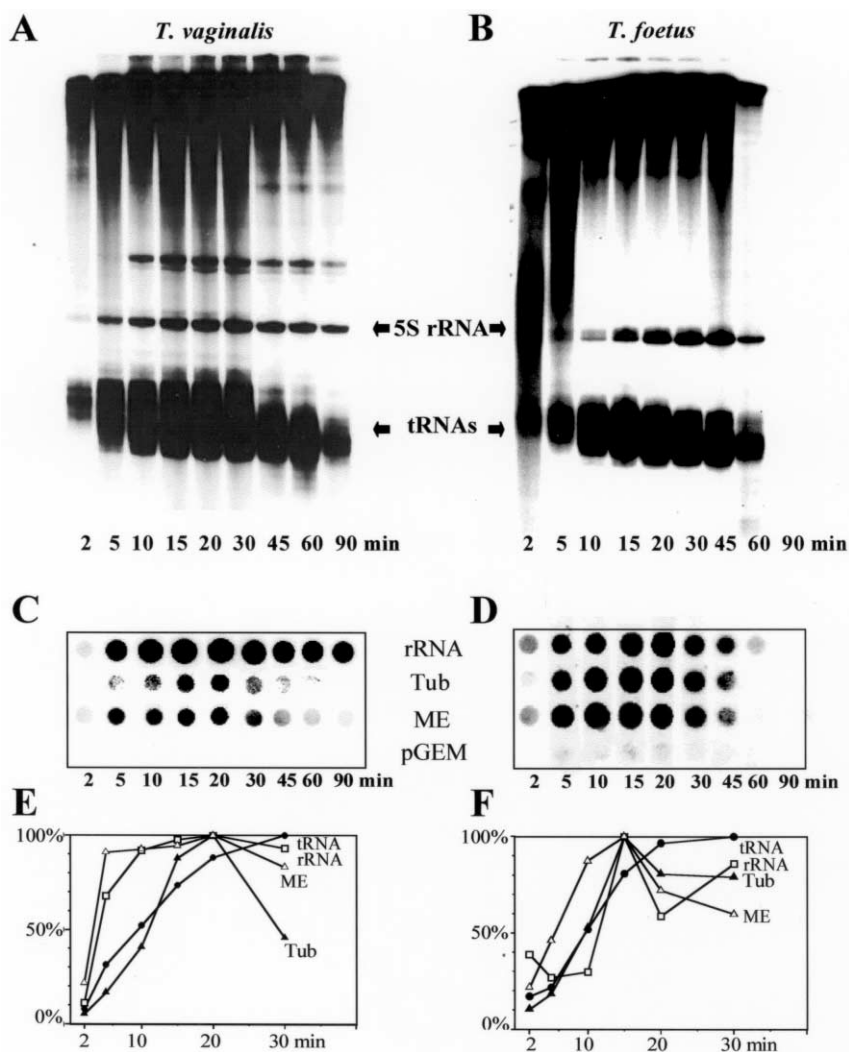 A T. vaginalis
B T. foetus
5S rRNA
tRNAs
2 5 10 15 20 30 45 60 90 min
2 5 10 15 20 30 45 60 90 min
C
D
rRNA
Tub
ME
pGEM
2 5 10 15 20 30 45 60 90 min
2 5 10 15 20 30 45 60 90 min
E
100%
50%
0%
tRNA
rRNA
ME
Tub
2 10 20 30 min
F
100%
50%
0%
tRNA
rRNA
Tub
ME
2 10 20 30 min